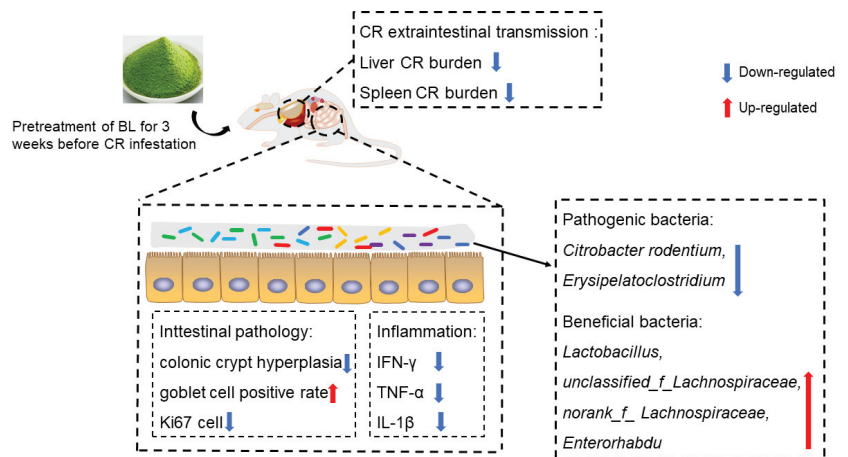 CR extraintestinal transmission :
Liver CR burden
Spleen CR burden
Down-regulated
Up-regulated
Pretreatment of BL for 3
weeks before CR infestation
Inttestinal pathology:
colonic crypt hyperplasia
goblet cell positive rate
Ki67 cell
Inflammation:
IFN-γ
TNF-α
IL-1β
Pathogenic bacteria:
Citrobacter rodentium,
Erysipelatoclostridium
Beneficial bacteria:
Lactobacillus,
unclassified_f_Lachnospiraceae,
norank_f_ Lachnospiraceae,
Enterorhabdu